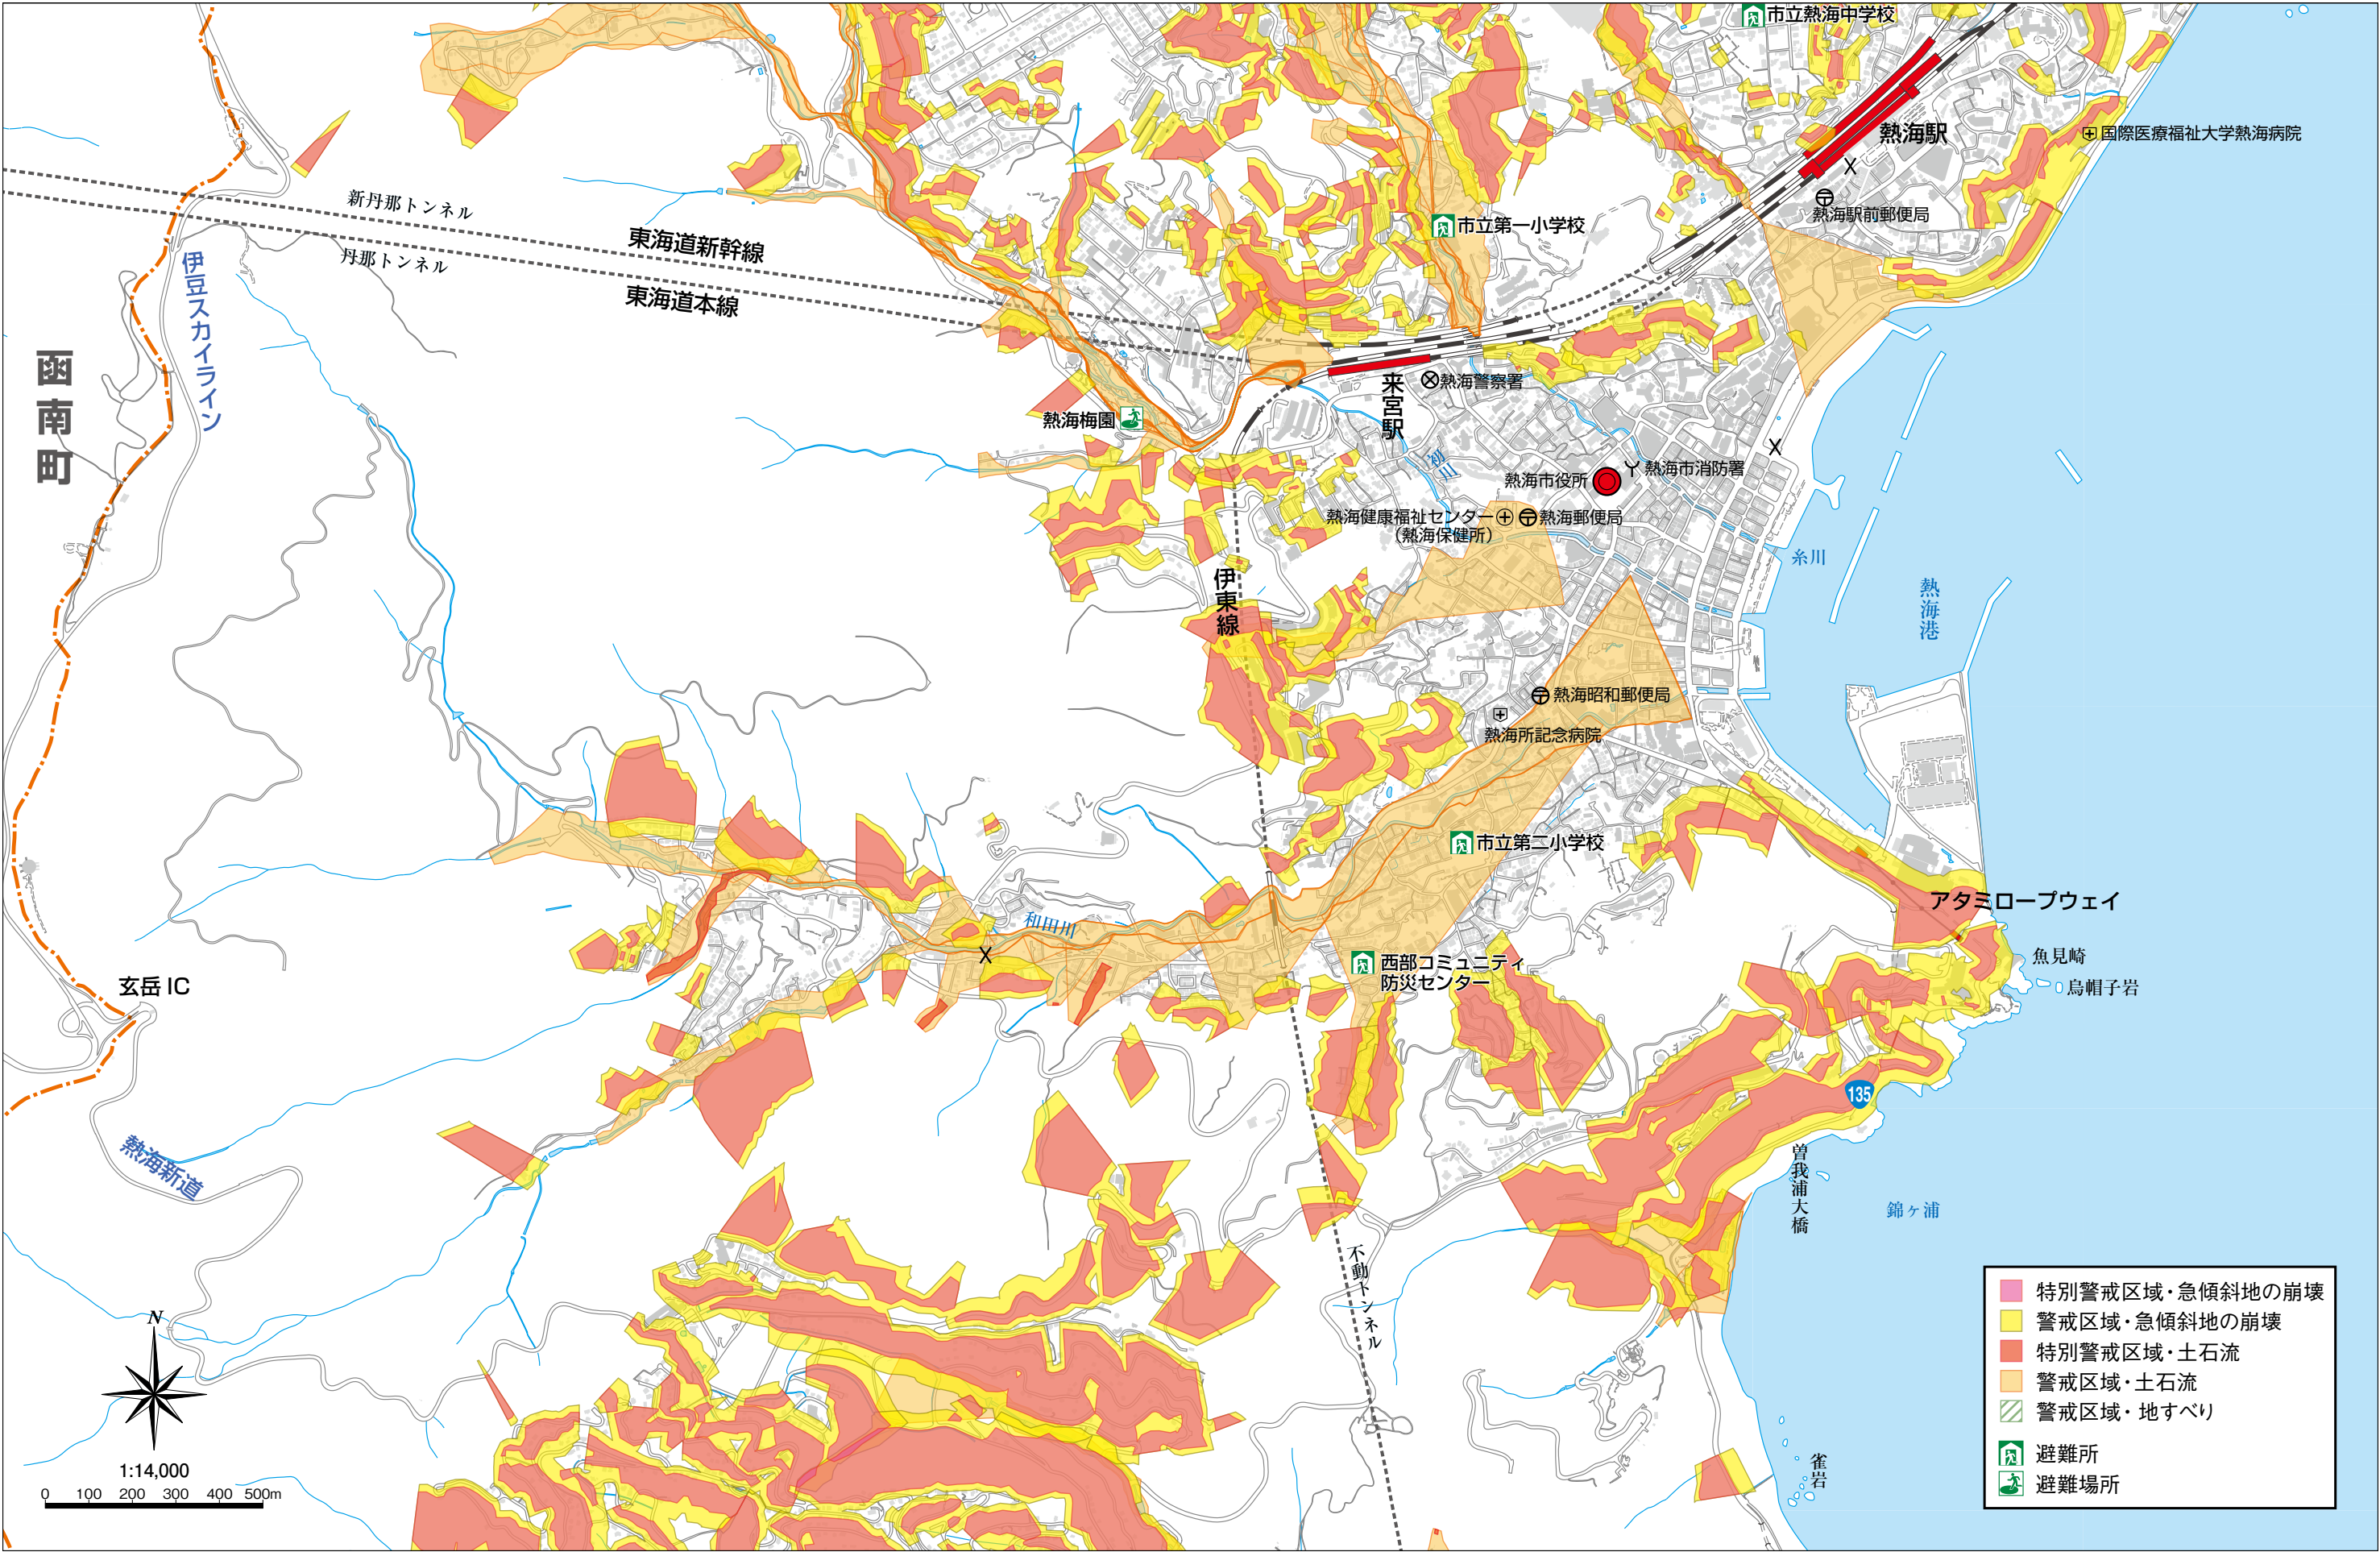 市立熱海中学校
熱海駅
国際医療福祉大学熱海病院
熱海駅前郵便局
新丹那トンネル
東海道新幹線
市立第一小学校
丹那トンネル
東海道本線
伊豆スカイライン
函南町
来宮駅
熱海警察署
熱海梅園
初川
熱海市役所
熱海市消防署
熱海健康福祉センター
(熱海保健所)
熱海郵便局
糸川
熱海港
伊東線
熱海昭和郵便局
熱海所記念病院
市立第二小学校
アタミロープウェイ
和田川
西部コミュニティ
防災センター
魚見崎
烏帽子岩
玄岳 IC
135
熱海新道
曽我浦大橋
錦ヶ浦
不動トンネル
特別警戒区域・急傾斜地の崩壊
警戒区域・急傾斜地の崩壊
特別警戒区域・土石流
警戒区域・土石流
警戒区域・地すべり
避難所
避難場所
雀岩
N
1:14,000
0 100 200 300 400 500m